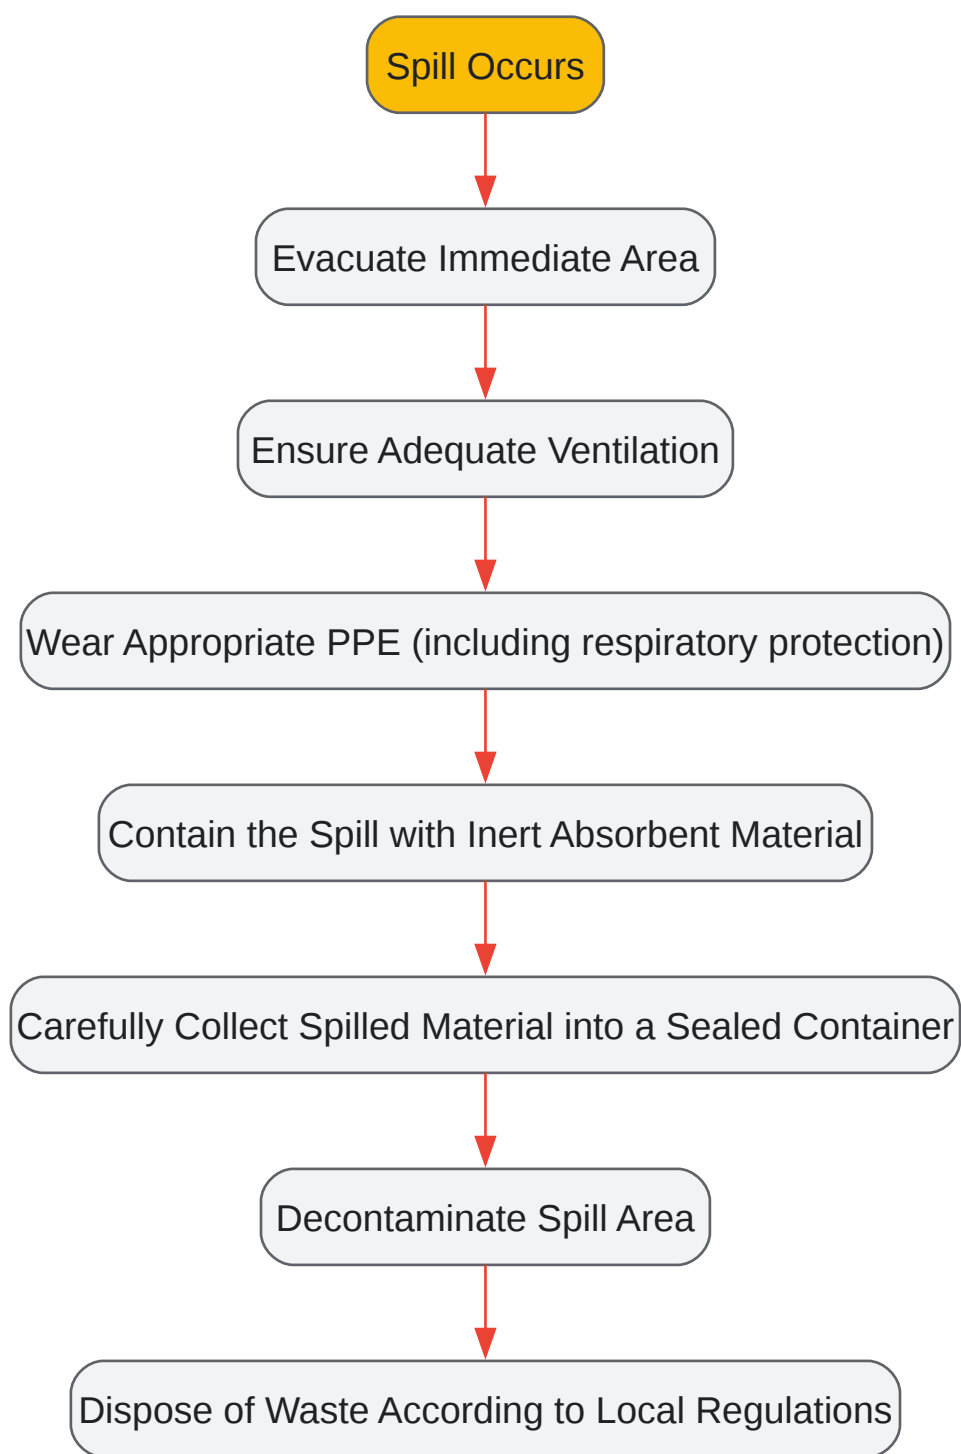 Spill Occurs
Evacuate Immediate Area
Ensure Adequate Ventilation
Wear Appropriate PPE (including respiratory protection)
Contain the Spill with Inert Absorbent Material
Carefully Collect Spilled Material into a Sealed Container
Decontaminate Spill Area
Dispose of Waste According to Local Regulations